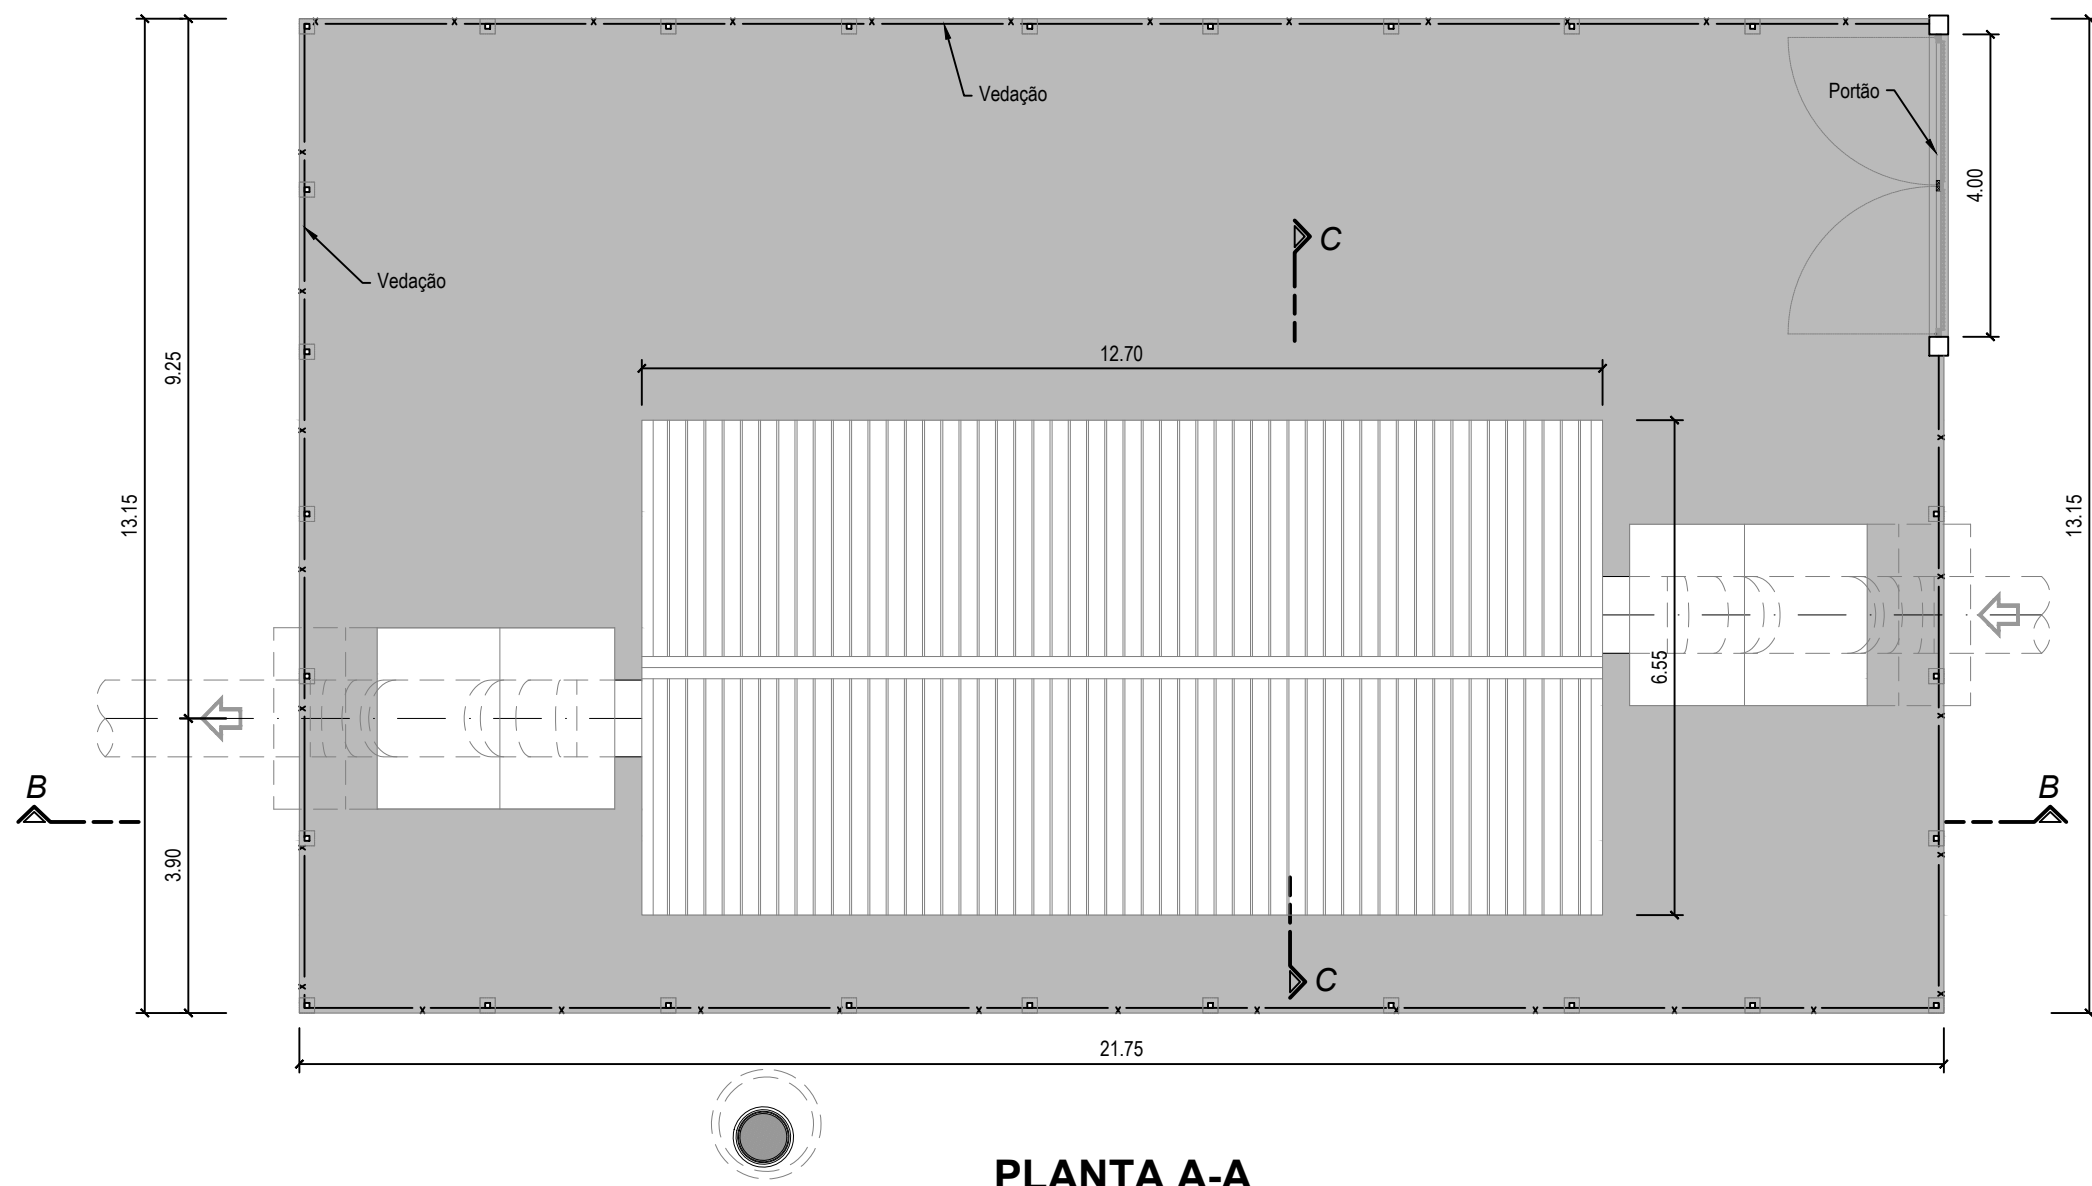 Vedação
Portão
4.00
C
Vedação
12.70
9.25
13.15
13.15
6.55
B
B
3.90
C
21.75
PLANTA A-A